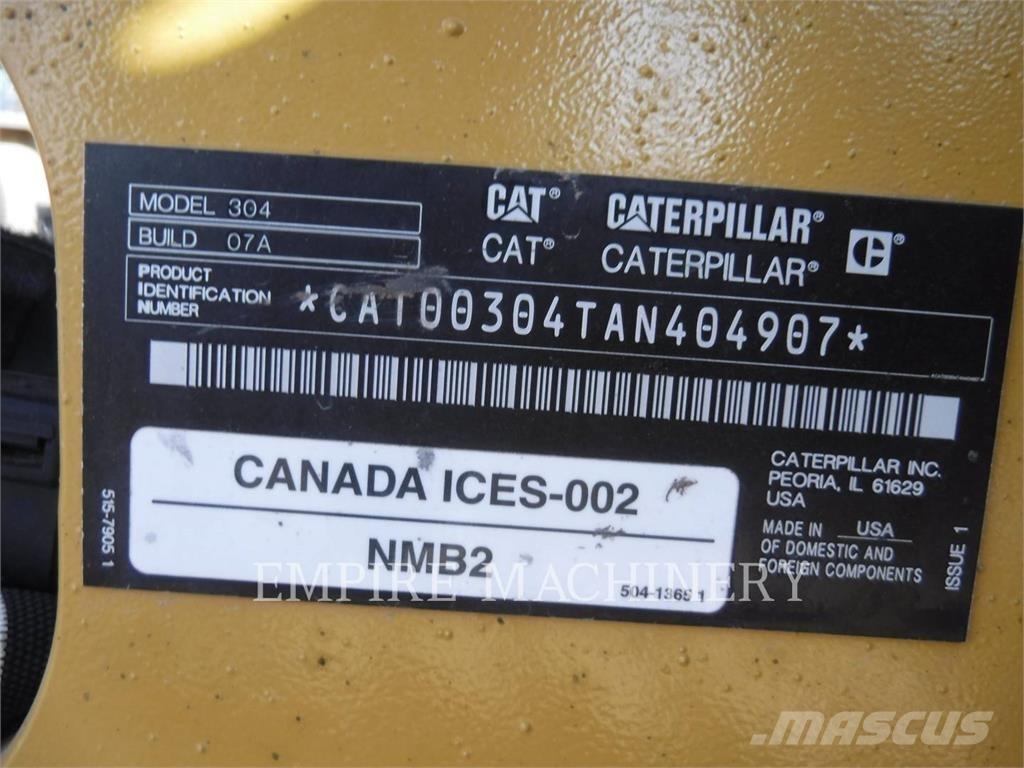 MODEL 304
BUILD 07A
CAT® CATERPILLAR®
CAT® CATERPILLAR®
PRODUCT
IDENTIFICATION
NUMBER
*CAT00304TAN404907*
CANADA ICES-002
NMB2
504-1365 1
CATERPILLAR INC.
PEORIA, IL 61629
USA
MADE IN USA
OF DOMESTIC AND
FOREIGN COMPONENTS
515-7905 1
ISSUE 1
EMPIRE MACHINERY
MASCUS